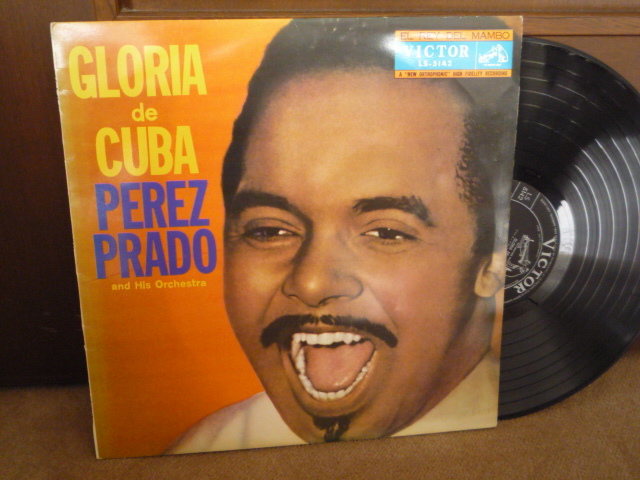 GLORIA
de
CUBA
PEREZ
PRADO
and His Orchestra
EL REY DEL MAMBO
VICTOR
LS-5142
A "NEW ORTHOPHONIC" HIGH FIDELITY RECORDING
VICTOR